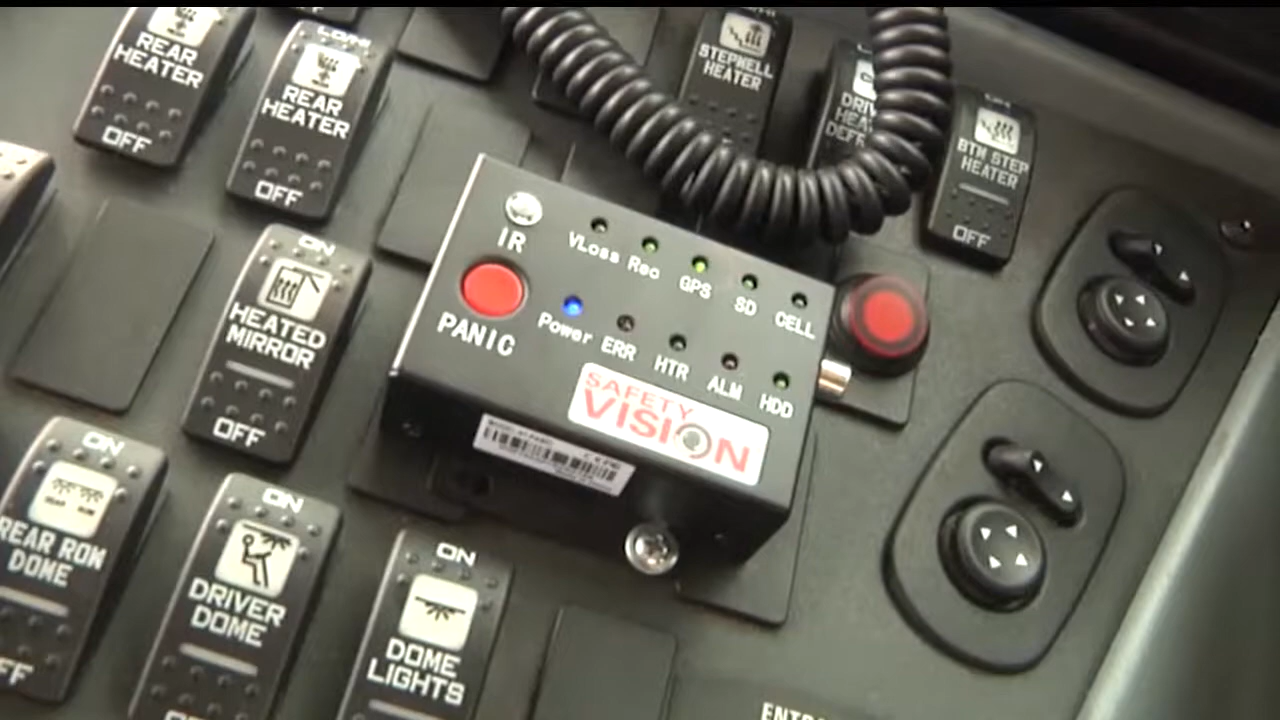 REAR
HEATER
OFF
REAR
HEATER
OFF
STEPWELL
HEATER
BTM STEP
HEATER
OFF
ON
HEATED
MIRROR
OFF
IR
PANIC
VLoss Rec GPS SD CELL
Power ERR HTR ALM HDD
SAFETY
VISION
ON
REAR ROW
DOME
ON
DRIVER
DOME
ON
DOME
LIGHTS